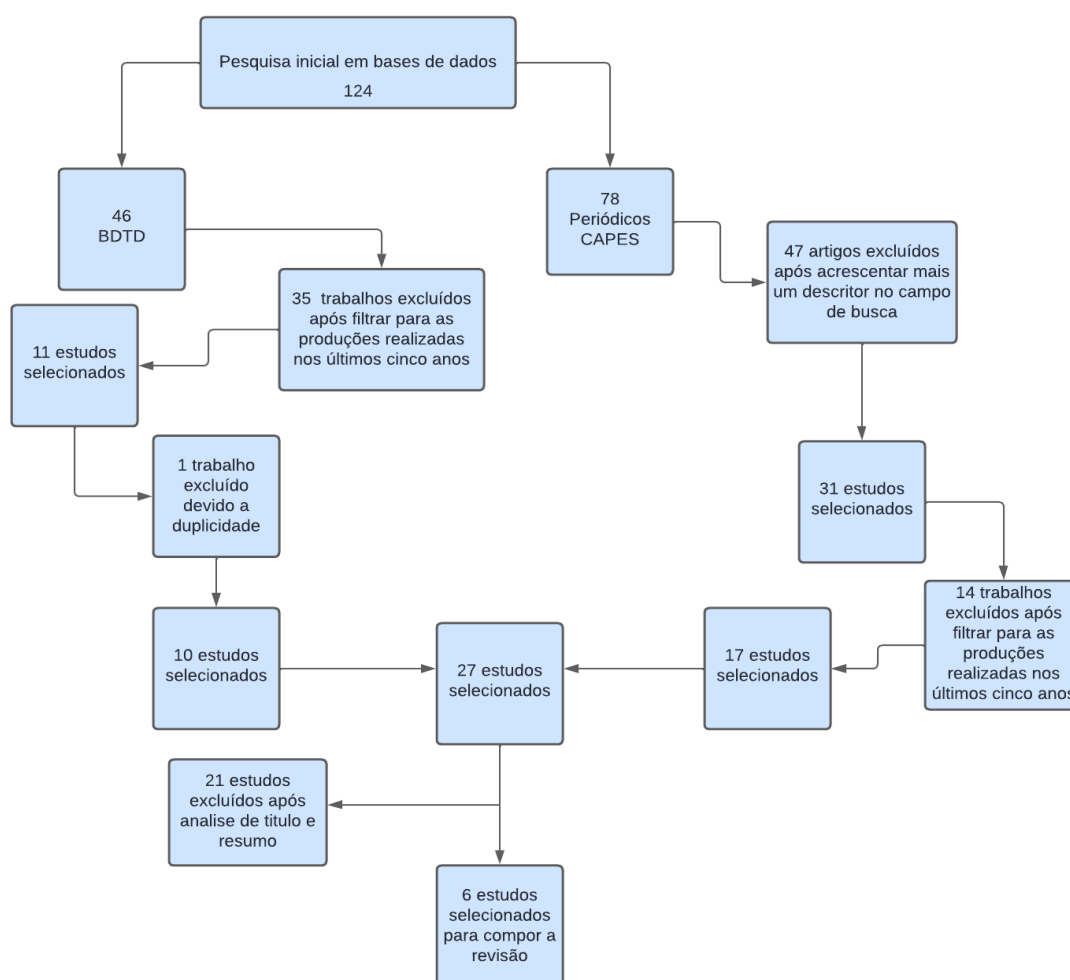 Pesquisa inicial em bases de dados
124
46
BDTD
78
Periódicos
CAPES
47 artigos excluídos
após acrescentar mais
um descritor no campo
de busca
35 trabalhos excluídos
após filtrar para as
produções realizadas
nos últimos cinco anos
11 estudos
selecionados
1 trabalho
excluído
devido a
duplicidade
31 estudos
selecionados
14 trabalhos
excluídos após
filtrar para as
produções
realizadas nos
últimos cinco anos
10 estudos
selecionados
27 estudos
selecionados
17 estudos
selecionados
21 estudos
excluídos após
analise de titulo e
resumo
6 estudos
selecionados
para compor a
revisão